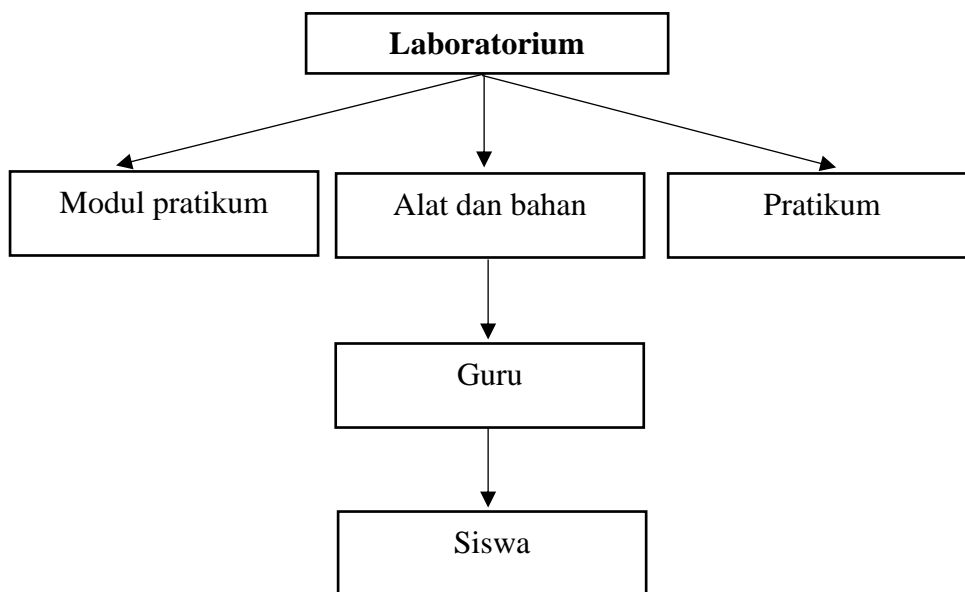 Laboratorium
Modul pratikum
Alat dan bahan
Pratikum
Guru
Siswa